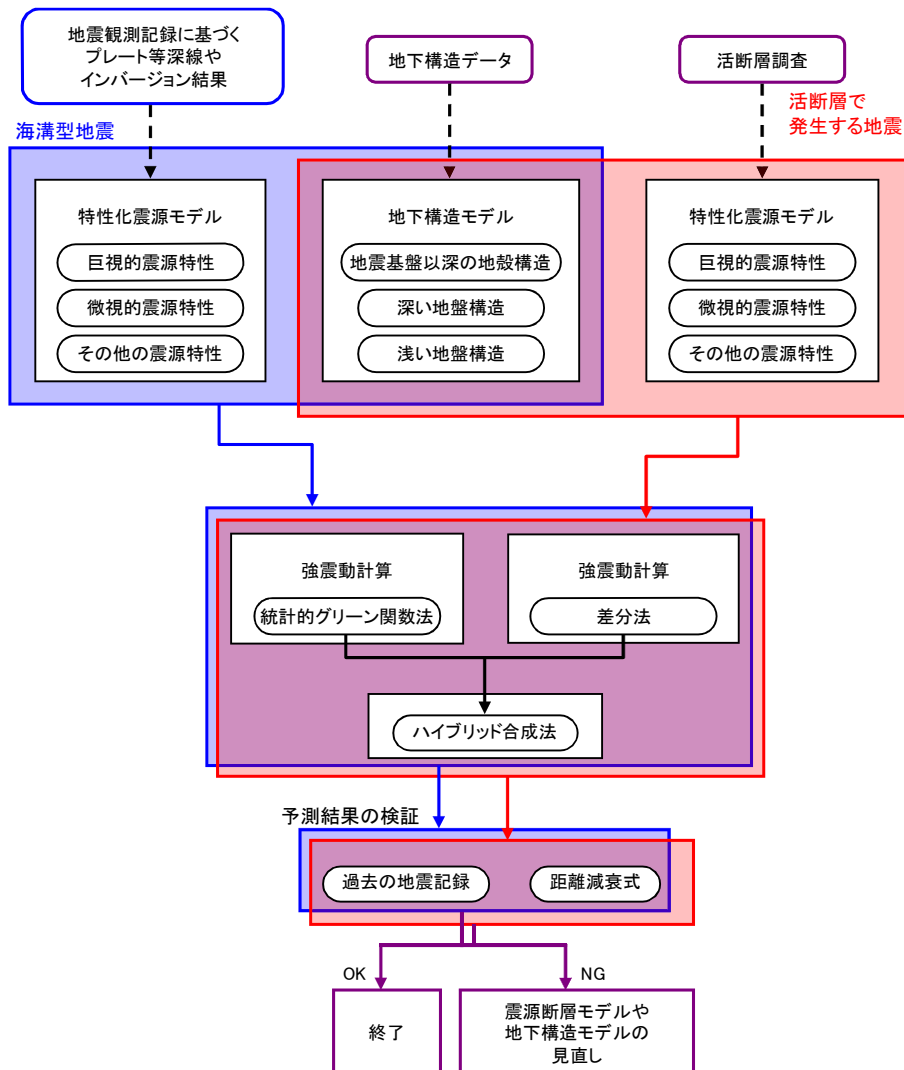 地震観測記録に基づく
プレート等深線や
インバージョン結果
地下構造データ
活断層調査
海溝型地震
活断層で
発生する地震
特性化震源モデル
巨視的震源特性
微視的震源特性
その他の震源特性
地下構造モデル
地震基盤以深の地殻構造
深い地盤構造
浅い地盤構造
特性化震源モデル
巨視的震源特性
微視的震源特性
その他の震源特性
強震動計算
統計的グリーン関数法
強震動計算
差分法
ハイブリッド合成法
予測結果の検証
過去の地震記録
距離減衰式
OK
NG
終了
震源断層モデルや
地下構造モデルの
見直し